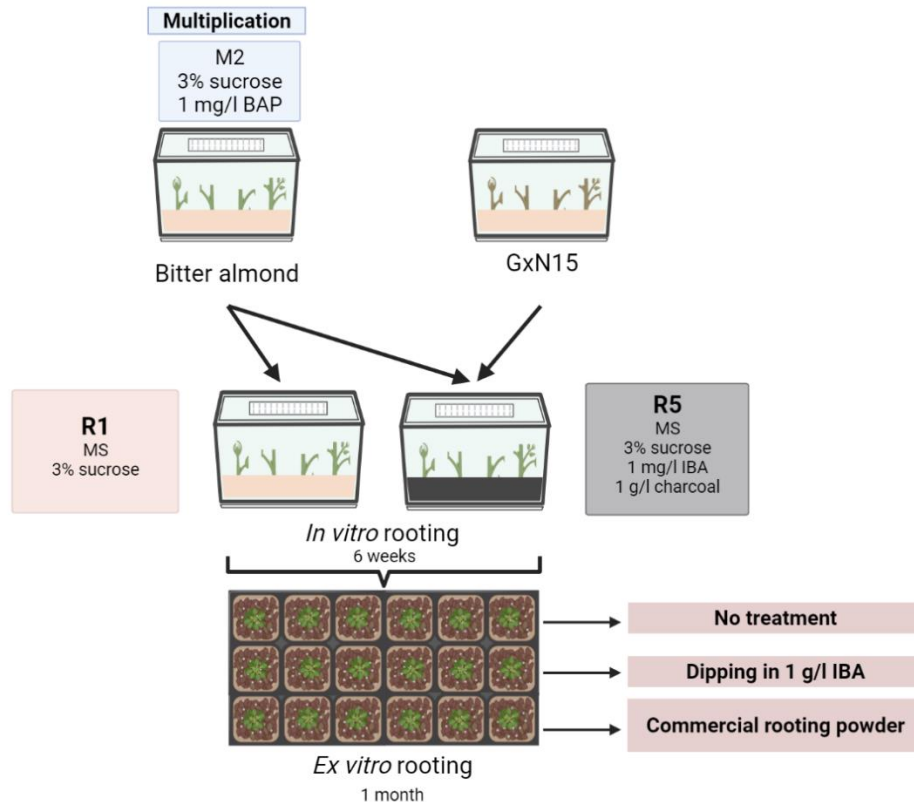 Multiplication
M2
3% sucrose
1 mg/l BAP
Bitter almond
GxN15
R1
MS
3% sucrose
R5
MS
3% sucrose
1 mg/l IBA
1 g/l charcoal
In vitro rooting
6 weeks
No treatment
Dipping in 1 g/l IBA
Commercial rooting powder
Ex vitro rooting
1 month